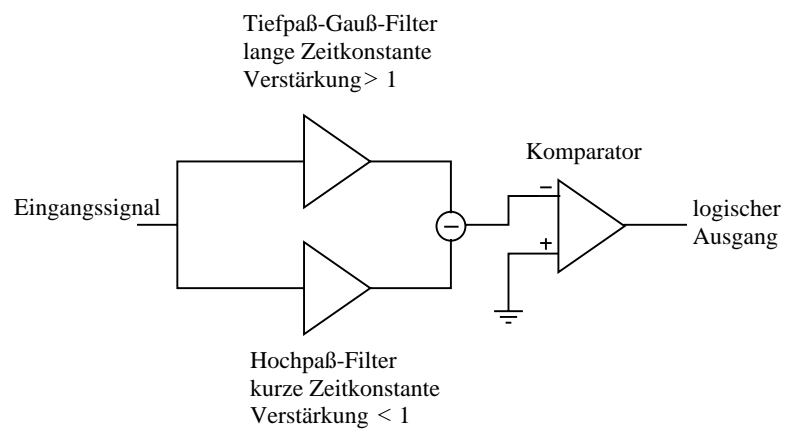 Tiefpaß-Gauß-Filter
lange Zeitkonstante
Verstärkung > 1
Komparator
Eingangssignal
−
−
+
logischer
Ausgang
Hochpaß-Filter
kurze Zeitkonstante
Verstärkung < 1